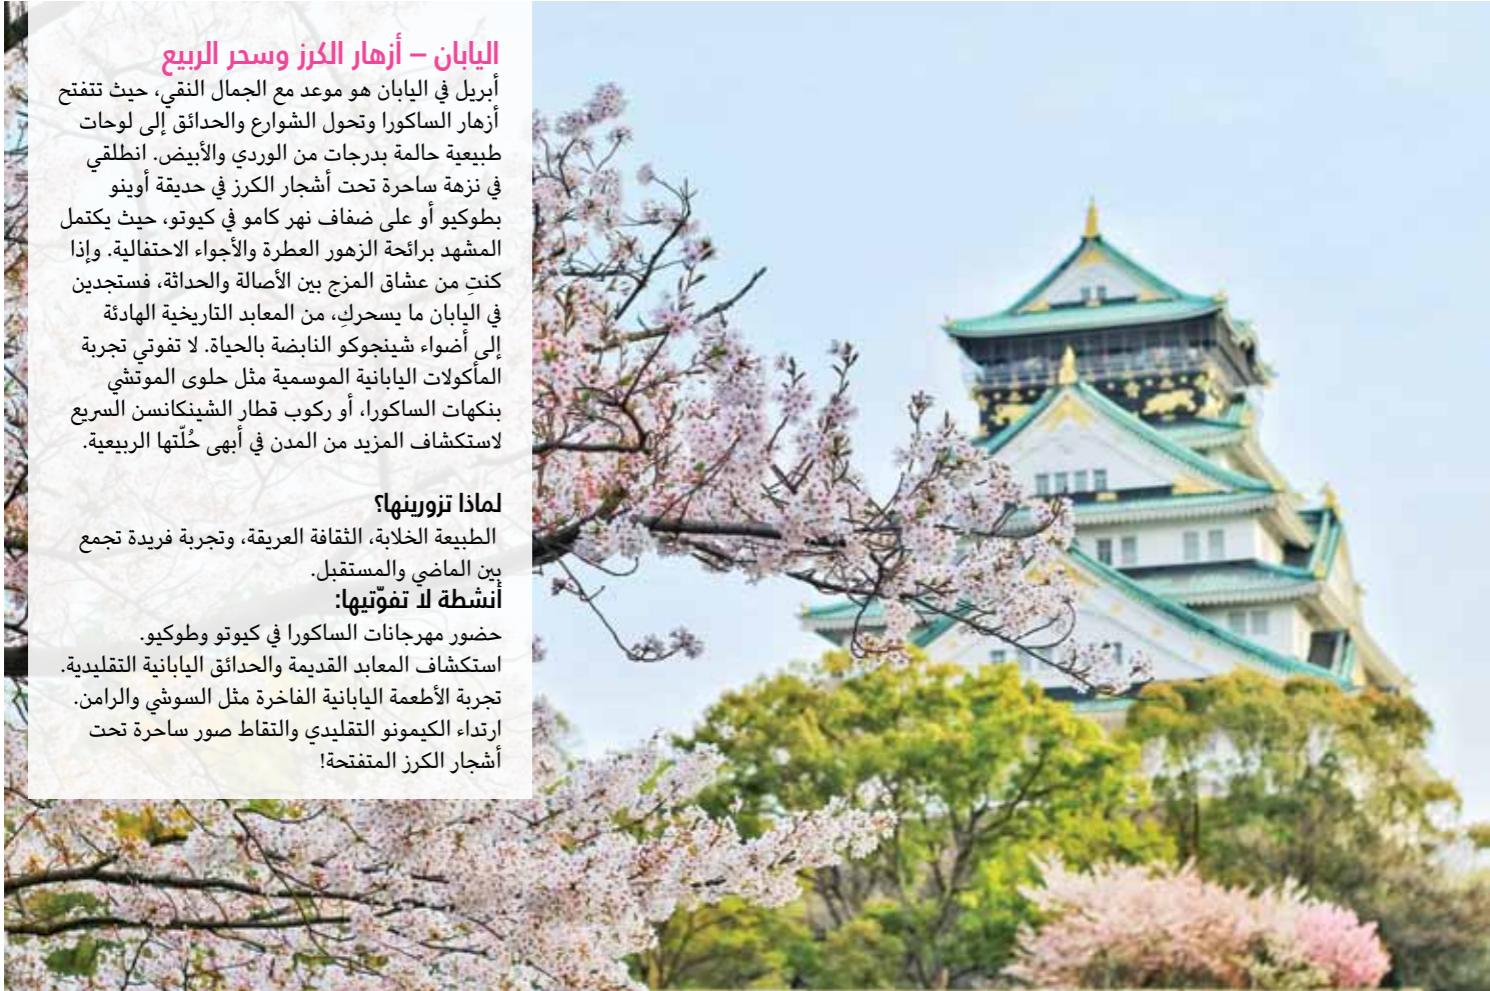 اليابان – أزهار الكرز وسحر الربيع
أبريل في اليابان هو موعد مع الجمال النقي، حيث تتفتح
أزهار الساكورا وتحول الشوارع والحدائق إلى لوحات
طبيعية حالمة بدرجات من الوردي والأبيض. انطلقي
في نزهة ساحرة تحت أشجار الكرز في حديقة أوينو
بطوكيو أو على ضفاف نهر كامو في كيوتو، حيث يكتمل
المشهد برائحة الزهور العطرة والأجواء الاحتفالية. وإذا
كنتِ من عشاق المزج بين الأصالة والحداثة، فستجدين
في اليابان ما يسحركِ، من المعابد التاريخية الهادئة
إلى أضواء شينجوكو النابضة بالحياة. لا تفوتي تجربة
المأكولات اليابانية الموسمية مثل حلوى الموتشي
بنكهات الساكورا، أو ركوب قطار الشينكانسن السريع
لاستكشاف المزيد من المدن في أبهى حُلّتها الربيعية.
لماذا تزورينها؟
الطبيعة الخلابة، الثقافة العريقة، وتجربة فريدة تجمع
بين الماضي والمستقبل.
أنشطة لا تفوّتيها:
حضور مهرجانات الساكورا في كيوتو وطوكيو.
استكشاف المعابد القديمة والحدائق اليابانية التقليدية.
تجربة الأطعمة اليابانية الفاخرة مثل السوشي والرامن.
ارتداء الكيمونو التقليدي والتقاط صور ساحرة تحت
أشجار الكرز المتفتحة!